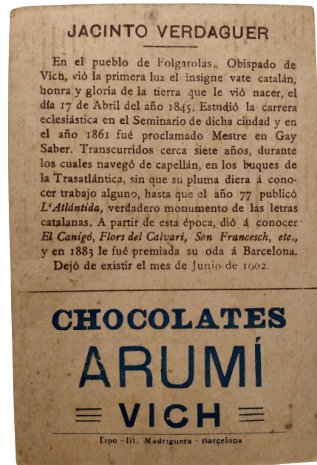 JACINTO VERDAGUER
En el pueblo de Folgarolas,, Obispado de
Vich, vió la primera luz el insigne vate catalán,
honra y gloria de la tierra que le vió nacer, el
día 17 de Abril del año 1845. Estudió la carrera
eclesiástica en el Seminario de dicha ciudad y en
el año 1861 fué proclamado Mestre en Gay
Saber. Transcurridos cerca siete años, durante
los cuales navegó de capellán, en los buques de
la Trasatlántica, sin que su pluma diera á cono-
cer trabajo alguno, hasta que el año 77 publicó
L'Atlántida, verdadero monumento de las letras
catalanas. A partir de esta época, dió á conocer
El Canigó, Flors del Calvari, Son Francesch, etc.,
y en 1883 le fué premiada su oda á Barcelona.
Dejó de existir el mes de Junio de 1902.
CHOCOLATES
ARUMÍ
VICH
Tipo - lit. Madriguera - Barcelona